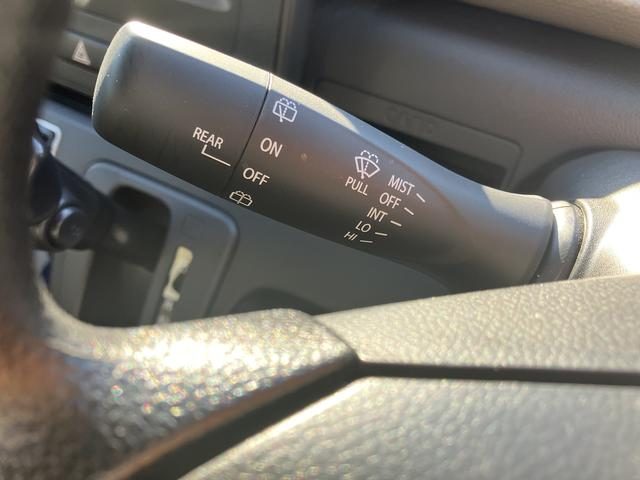 REAR
ON
OFF
PULL
MIST
OFF
INT
LO
HI